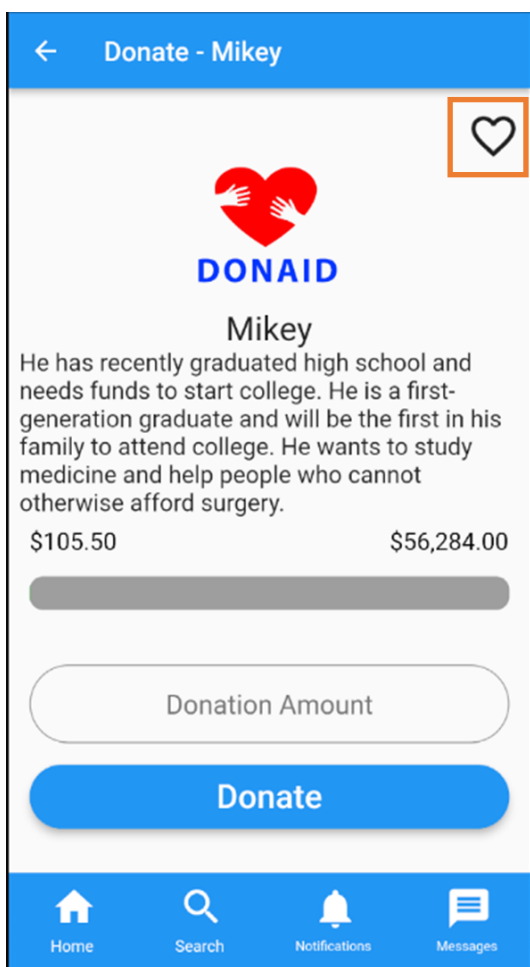 Donate - Mikey
DONAID
Mikey
He has recently graduated high school and
needs funds to start college. He is a first-
generation graduate and will be the first in his
family to attend college. He wants to study
medicine and help people who cannot
otherwise afford surgery.
$105.50 $56,284.00
Donation Amount
Donate
Home Search Notifications Messages